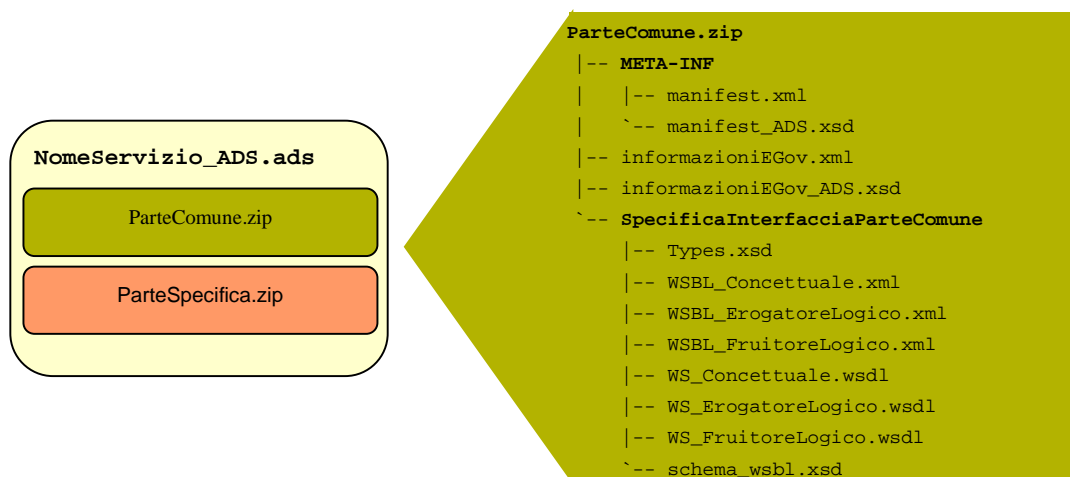 NomeServizio_ADS.ads
ParteComune.zip
ParteSpecifica.zip
ParteComune.zip
|-- META-INF
|   |-- manifest.xml
|   `-- manifest_ADS.xsd
|-- informazioniEGov.xml
|-- informazioniEGov_ADS.xsd
`-- SpecificaInterfacciaParteComune
    |-- Types.xsd
    |-- WSBL_Concettuale.xml
    |-- WSBL_ErogatoreLogico.xml
    |-- WSBL_FruitoreLogico.xml
    |-- WS_Concettuale.wsdl
    |-- WS_ErogatoreLogico.wsdl
    |-- WS_FruitoreLogico.wsdl
    `-- schema_wsbl.xsd